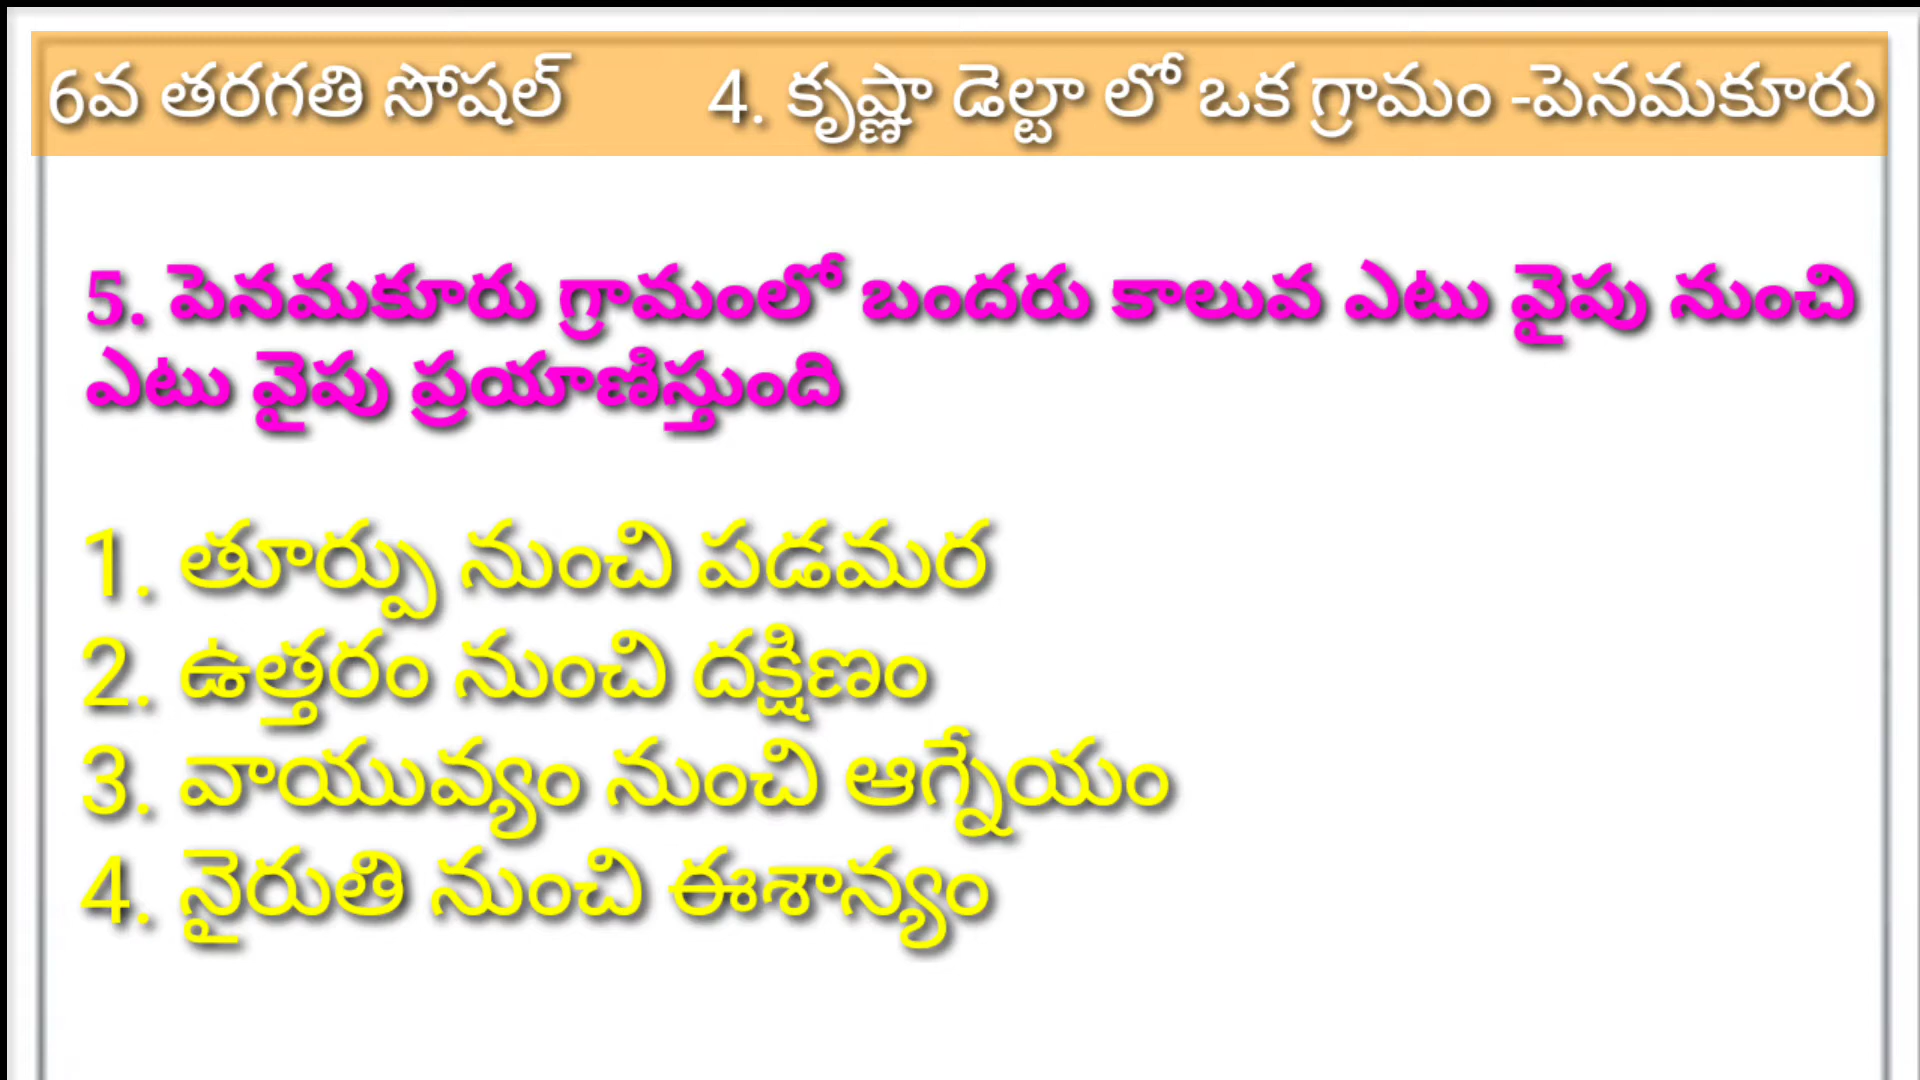 6వ తరగతి సోషల్ 4. కృష్ణా డెల్టా లో ఒక గ్రామం -పెనమకూరు
5. పెనమకూరు గ్రామంలో బందరు కాలువ ఎటు వైపు నుంచి
ఎటు వైపు ప్రయాణిస్తుంది
1. తూర్పు నుంచి పడమర
2. ఉత్తరం నుంచి దక్షిణం
3. వాయువ్యం నుంచి ఆగ్నేయం
4. నైరుతి నుంచి ఈశాన్యం